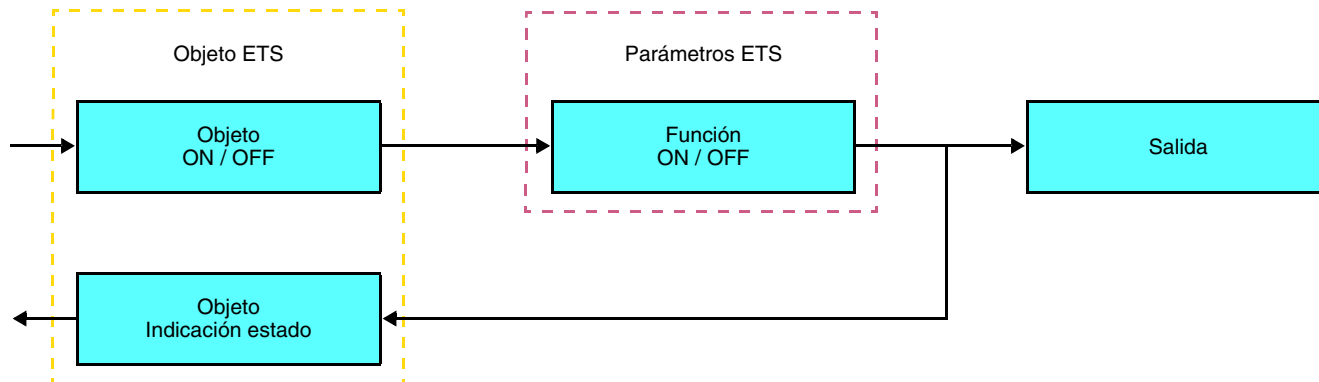 Objeto ETS
Parámetros ETS
Objeto
ON / OFF
Función
ON / OFF
Salida
Objeto
Indicación estado